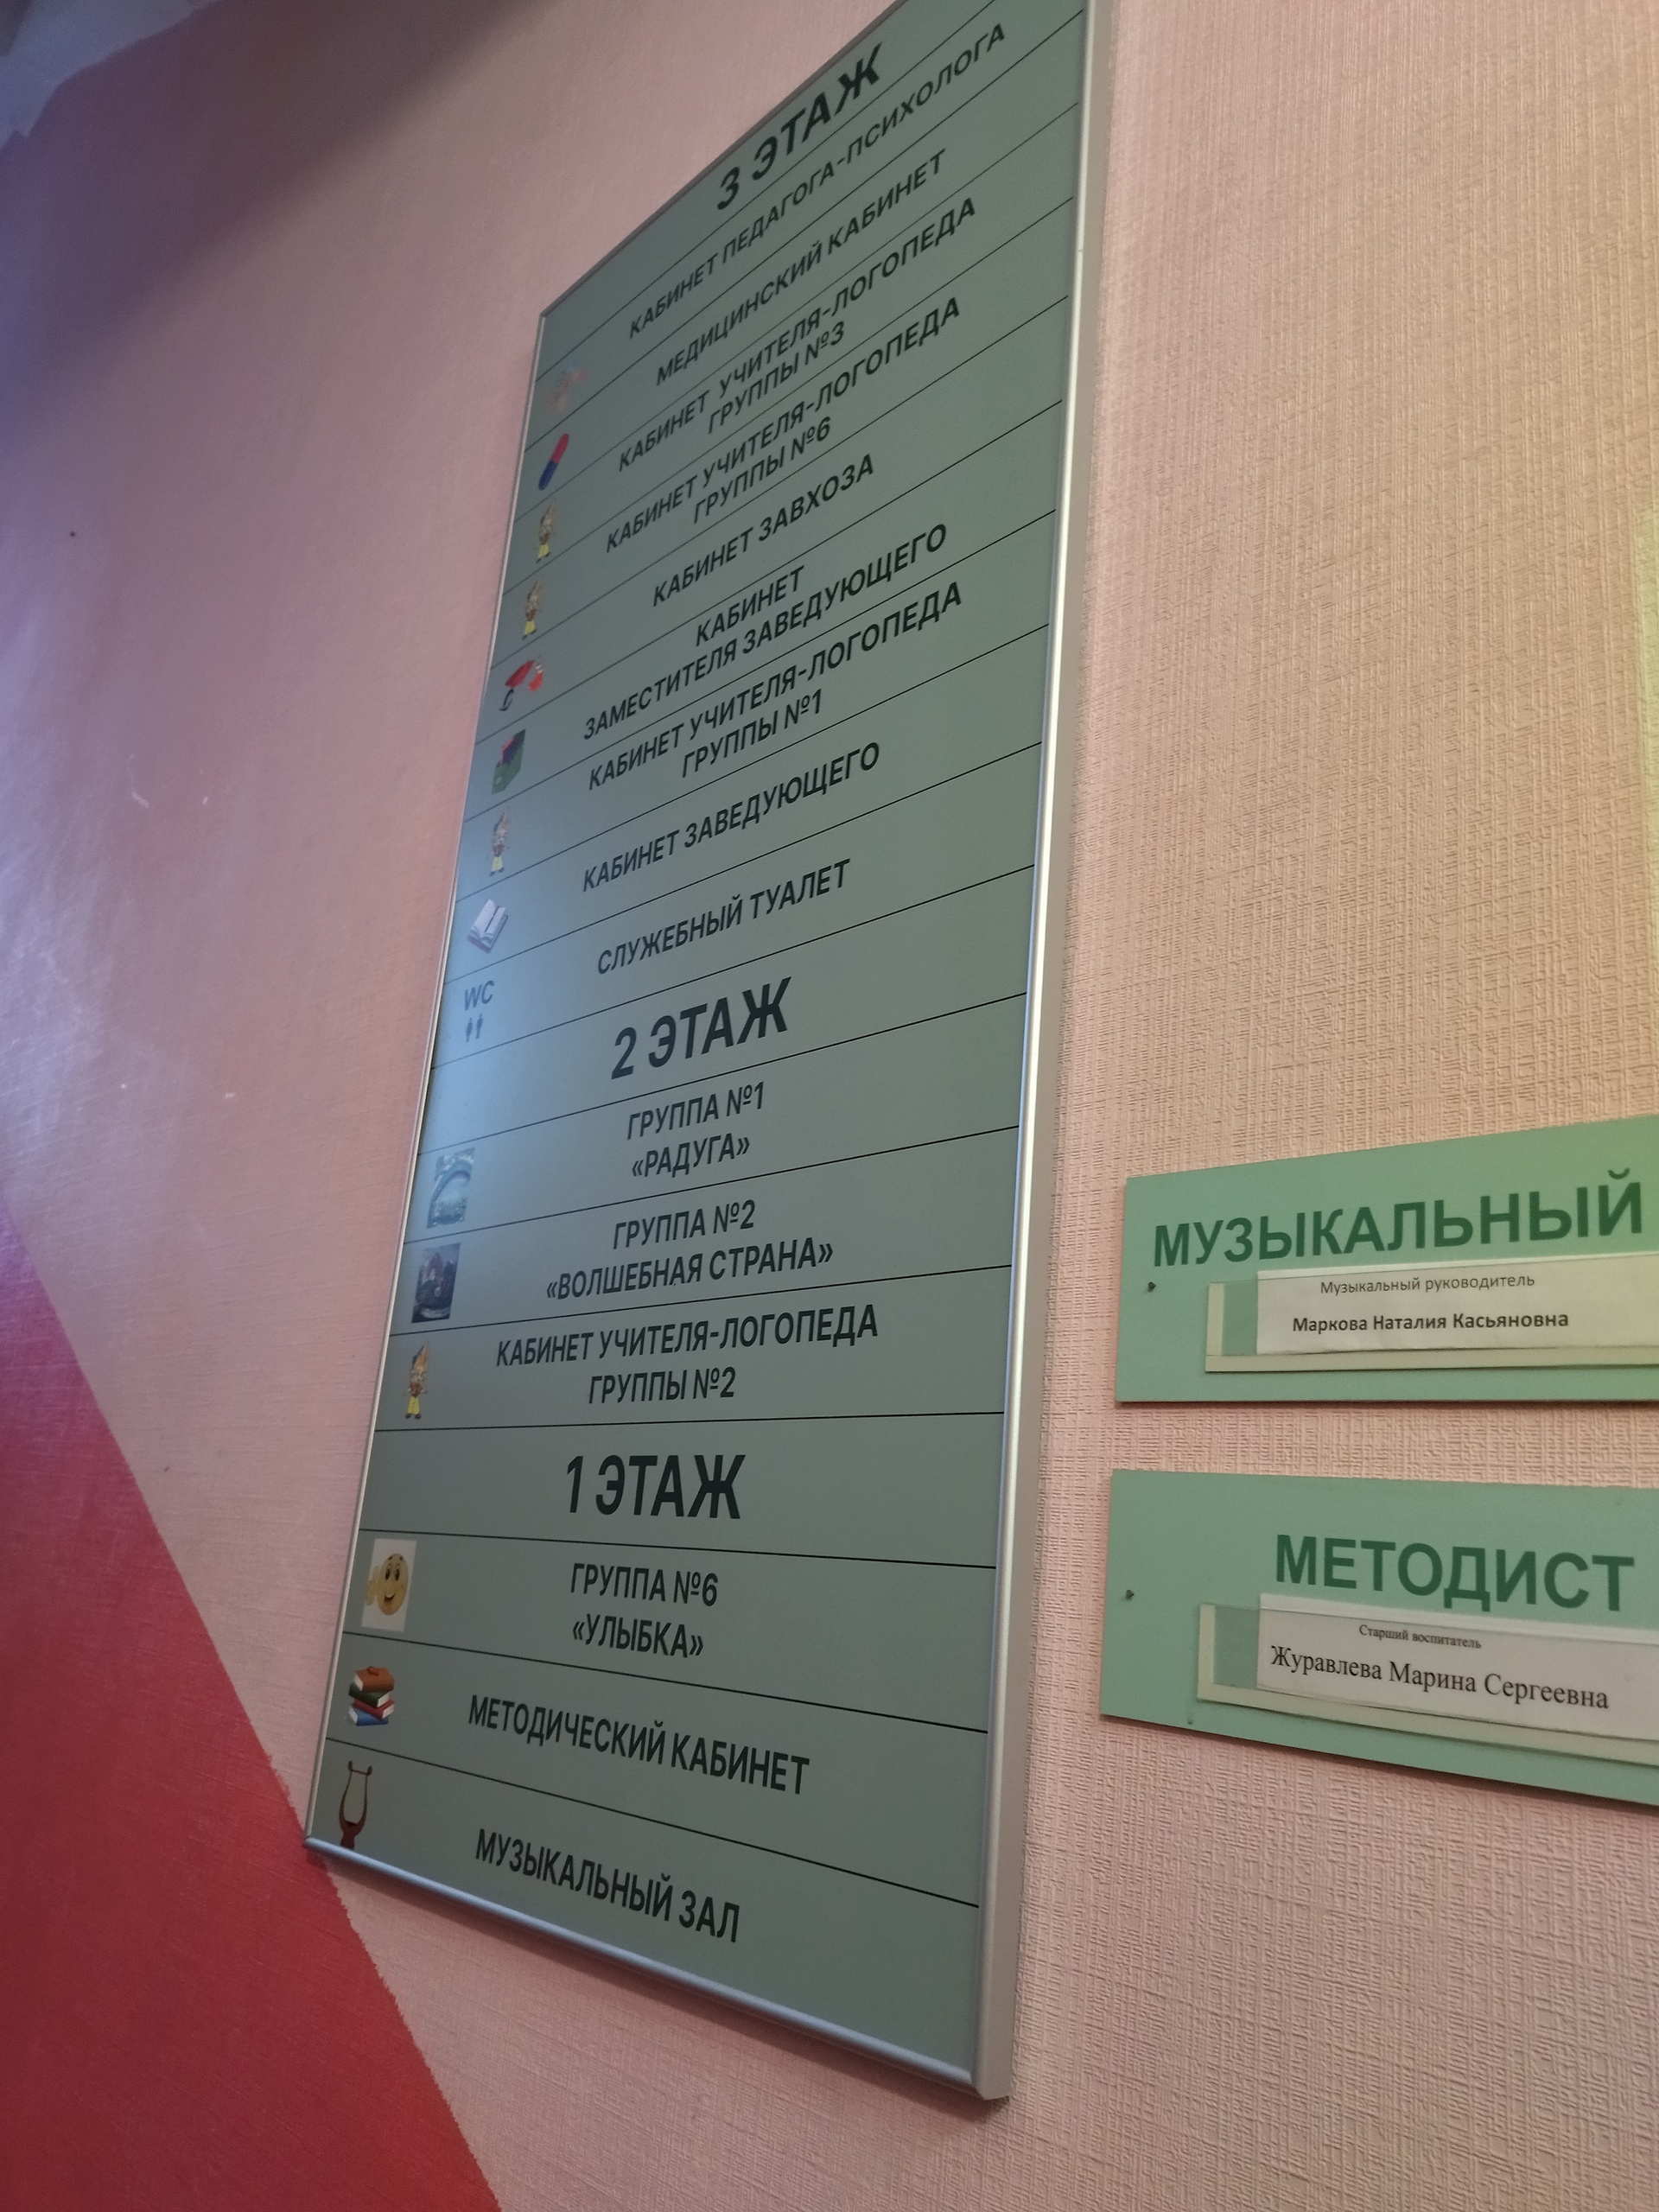 3 ЭТАЖ
КАБИНЕТ ПЕДАГОГА-ПСИХОЛОГА
МЕДИЦИНСКИЙ КАБИНЕТ
КАБИНЕТ УЧИТЕЛЯ-ЛОГОПЕДА
ГРУППЫ №3
КАБИНЕТ УЧИТЕЛЯ-ЛОГОПЕДА
ГРУППЫ №6
КАБИНЕТ ЗАВХОЗА
КАБИНЕТ
ЗАМЕСТИТЕЛЯ ЗАВЕДУЮЩЕГО
КАБИНЕТ УЧИТЕЛЯ-ЛОГОПЕДА
ГРУППЫ №1
КАБИНЕТ ЗАВЕДУЮЩЕГО
WC
СЛУЖЕБНЫЙ ТУАЛЕТ
2 ЭТАЖ
ГРУППА №1
«РАДУГА»
ГРУППА №2
«ВОЛШЕБНАЯ СТРАНА»
КАБИНЕТ УЧИТЕЛЯ-ЛОГОПЕДА
ГРУППЫ №2
1 ЭТАЖ
ГРУППА №6
«УЛЫБКА»
МЕТОДИЧЕСКИЙ КАБИНЕТ
МУЗЫКАЛЬНЫЙ ЗАЛ
МУЗЫКАЛЬНЫЙ
Музыкальный руководитель
Маркова Наталия Касьяновна
МЕТОДИСТ
Старший воспитатель
Журавлева Марина Сергеевна